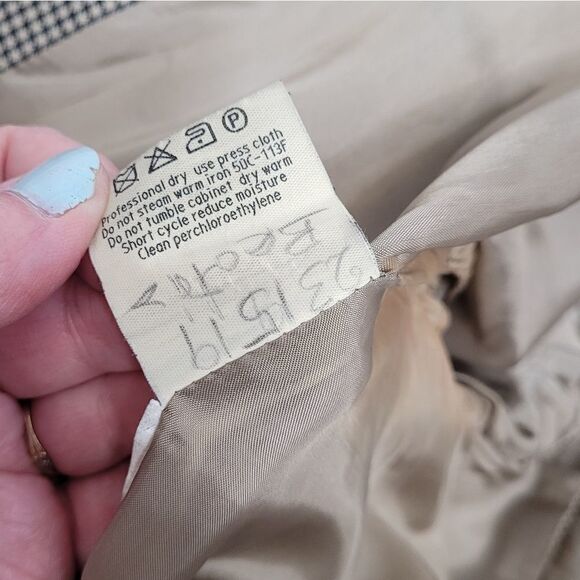 P
Professional dry use press cloth
Do not steam warm iron 50C-113F
Do not tumble cabinet dry warm
Short cycle reduce moisture
Clean perchloroethylene
231519